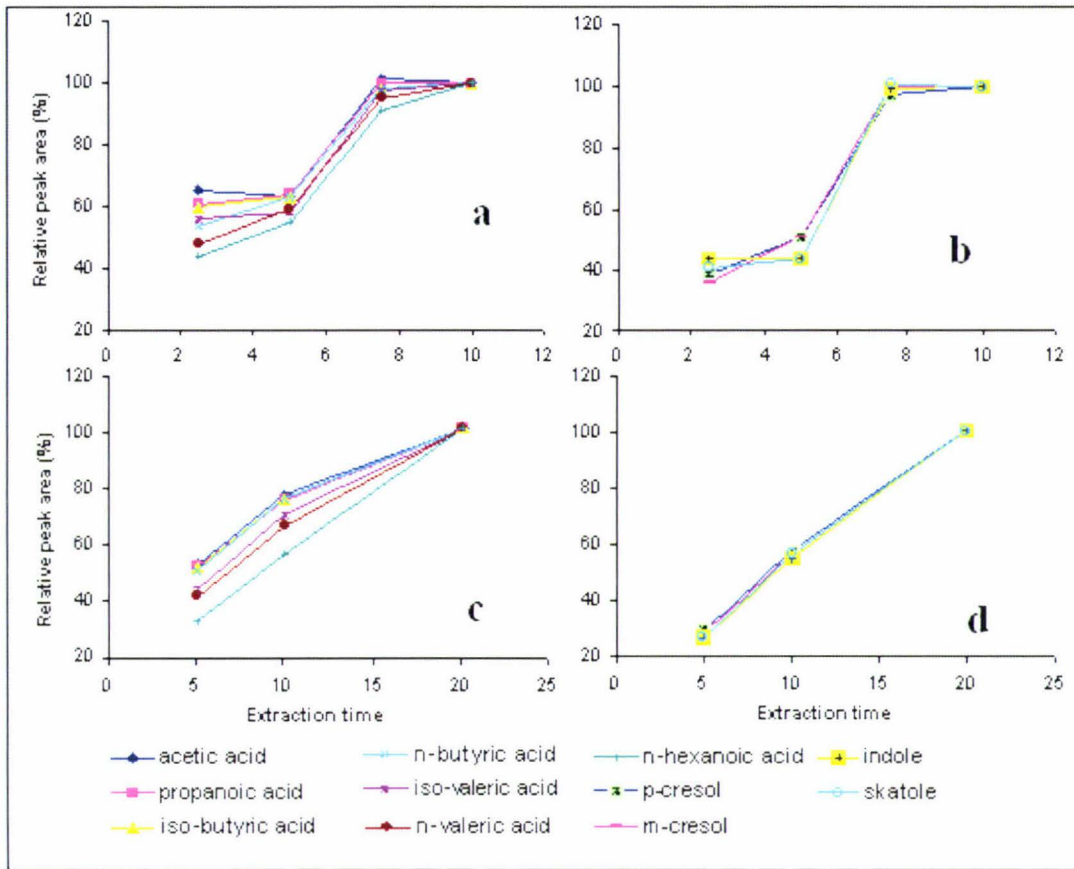 120
100
80
60
40
20
Relative peak area (%)
a
0 2 4 6 8 10 12
120
100
80
60
40
20
b
0 2 4 6 8 10 12
120
100
80
60
40
20
Relative peak area (%)
c
0 5 10 15 20 25
Extraction time
120
100
80
60
40
20
d
0 5 10 15 20 25
Extraction time
acetic acid
n-butyric acid
n-hexanoic acid
indole
propanoic acid
iso-valeric acid
p-cresol
skatole
iso-butyric acid
n-valeric acid
m-cresol